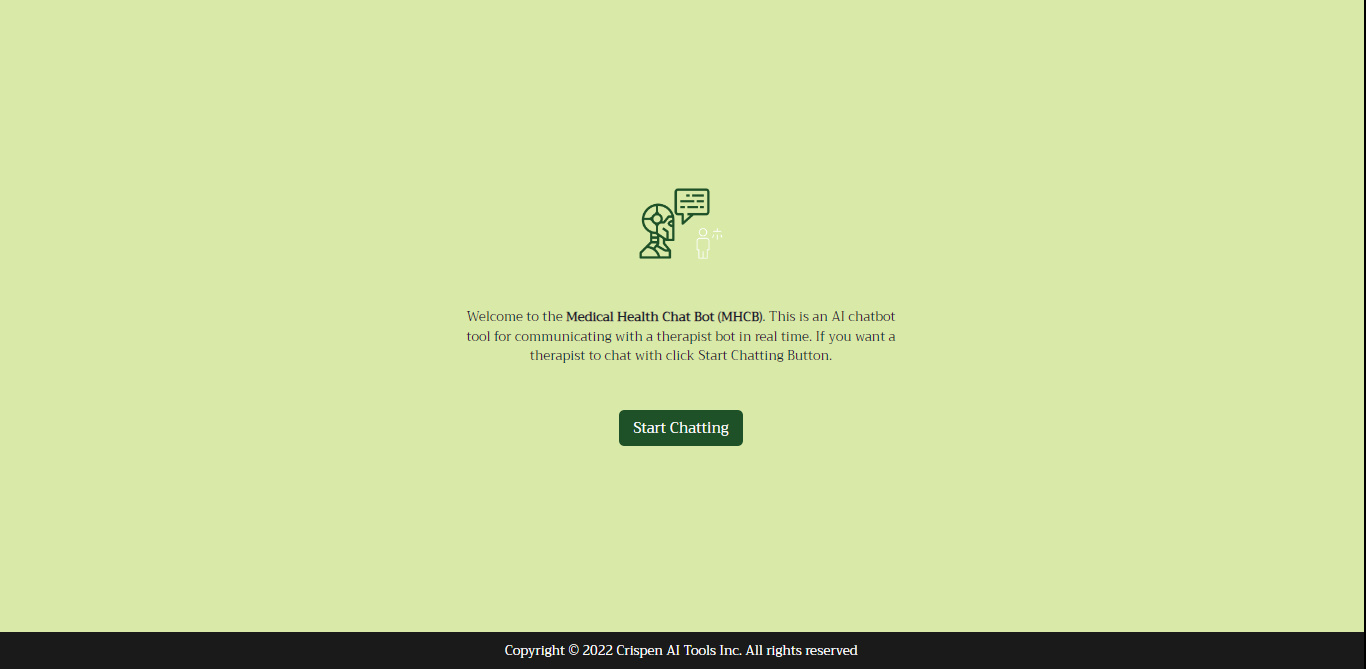 Welcome to the Medical Health Chat Bot (MHCB). This is an AI chatbot
tool for communicating with a therapist bot in real time. If you want a
therapist to chat with click Start Chatting Button.
Start Chatting
Copyright © 2022 Crispen AI Tools Inc. All rights reserved